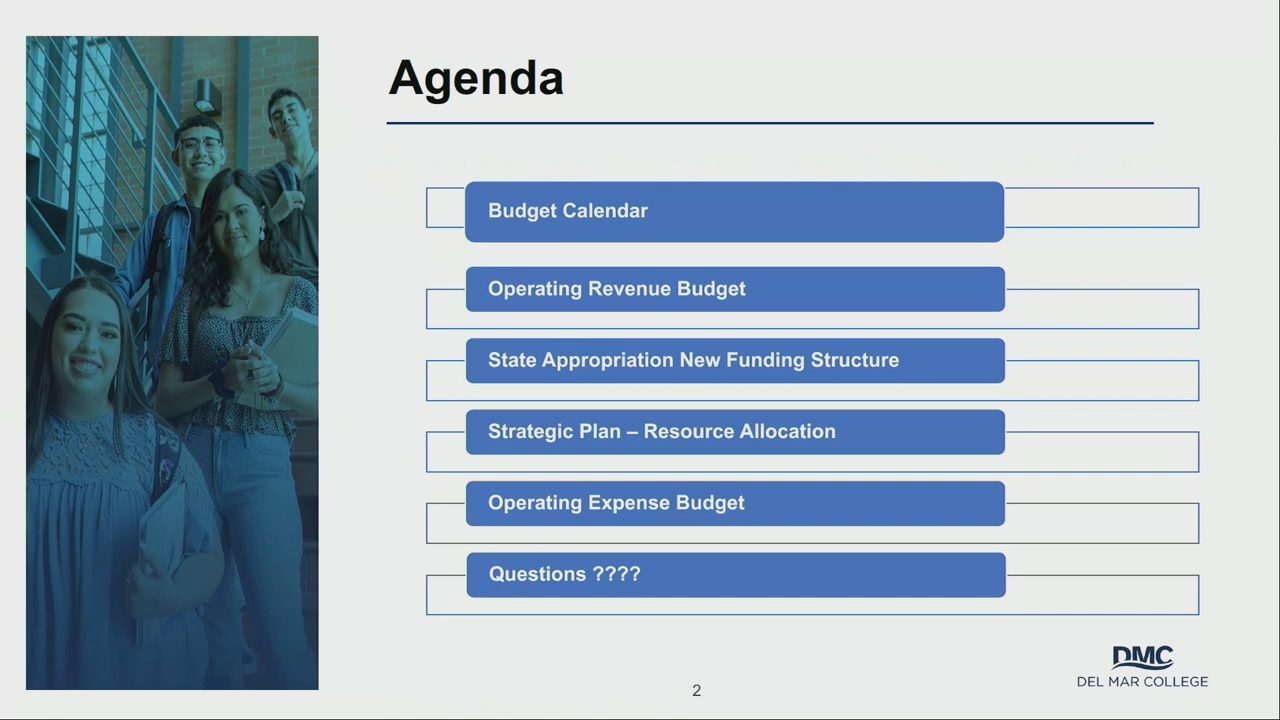 Agenda
Budget Calendar
Operating Revenue Budget
State Appropriation New Funding Structure
Strategic Plan – Resource Allocation
Operating Expense Budget
Questions ????
DMC
DEL MAR COLLEGE
2